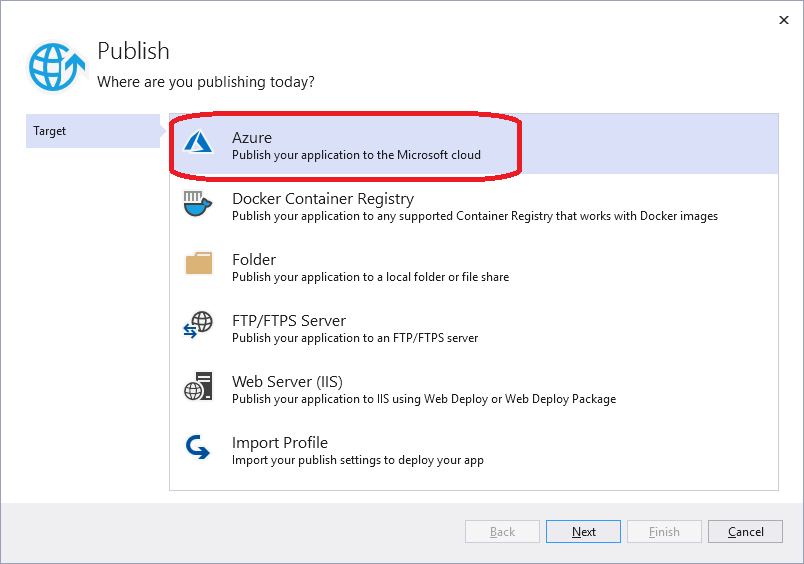 Publish
Where are you publishing today?
Target
Azure
Publish your application to the Microsoft cloud
Docker Container Registry
Publish your application to any supported Container Registry that works with Docker images
Folder
Publish your application to a local folder or file share
FTP/FTPS Server
Publish your application to an FTP/FTPS server
Web Server (IIS)
Publish your application to IIS using Web Deploy or Web Deploy Package
Import Profile
Import your publish settings to deploy your app
Back Next Finish Cancel